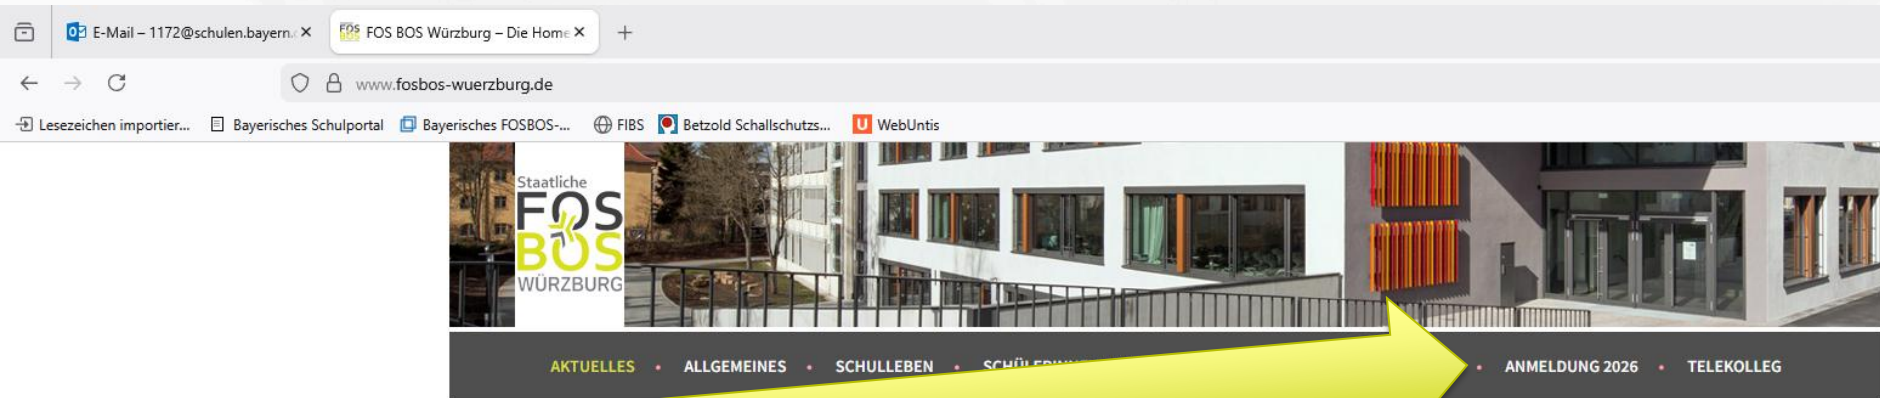 E-Mail – 1172@schulen.bayern.
FOS BOS Würzburg – Die Home
www.fosbos-wuerzburg.de
Lesezeichen importier... Bayerisches Schulportal Bayerisches FOSBOS-... FIBS Betzold Schallschutzs... WebUntis
Staatliche
FOS
BOS
WÜRZBURG
AKTUELLES • ALLGEMEINES • SCHULLEBEN • • ANMELDUNG 2026 • TELEKOLLEG